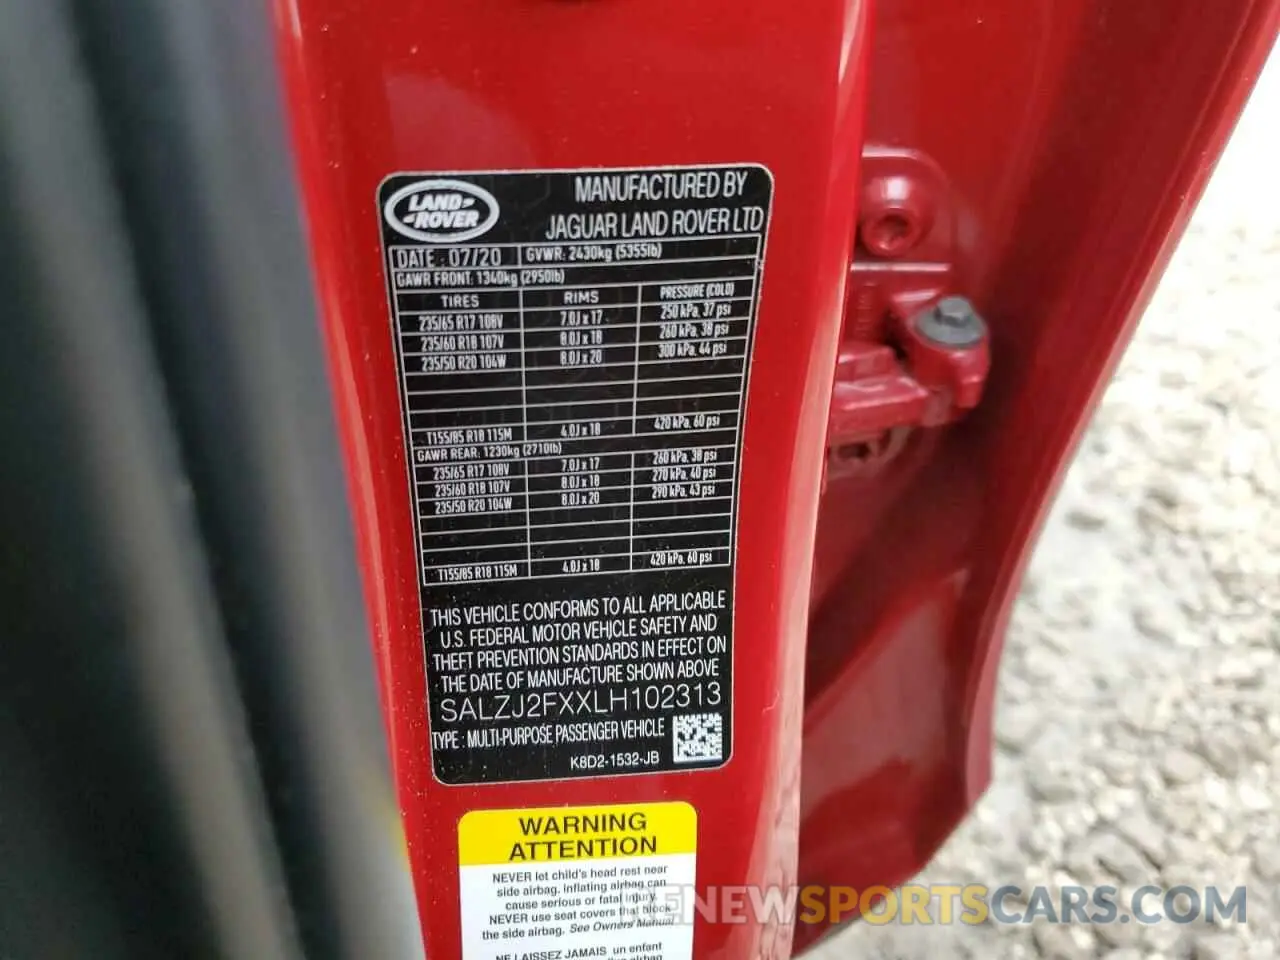 LAND-
-ROVER
MANUFACTURED BY
JAGUAR LAND ROVER LTD
DATE: 07/20 GVWR: 2430kg (5355lb)
GAWR FRONT: 1340kg (2950lb)
TIRES RIMS PRESSURE (COLD)
235/65 R17 108V 7.0J x 17 250 kPa, 37 psi
235/60 R18 107V 8.0J x 18 260 kPa, 38 psi
235/50 R20 104W 8.0J x 20 300 kPa, 44 psi
T155/85 R18 115M 4.0J x 18 420 kPa, 60 psi
GAWR REAR: 1230kg (2710lb)
235/65 R17 108V 7.0J x 17 260 kPa, 38 psi
235/60 R18 107V 8.0J x 18 270 kPa, 40 psi
235/50 R20 104W 8.0J x 20 290 kPa, 43 psi
T155/85 R18 115M 4.0J x 18 420 kPa, 60 psi
THIS VEHICLE CONFORMS TO ALL APPLICABLE
U.S. FEDERAL MOTOR VEHICLE SAFETY AND
THEFT PREVENTION STANDARDS IN EFFECT ON
THE DATE OF MANUFACTURE SHOWN ABOVE
SALZJ2FXXLH102313
TYPE : MULTI-PURPOSE PASSENGER VEHICLE
K8D2-1532-JB
WARNING
ATTENTION
NEVER let child's head rest near
side airbag. Inflating airbag can
cause serious or fatal injury.
NEVER use seat covers that block
the side airbag. See Owners Manual
NE LAISSEZ JAMAIS un enfant
airbag
RENEWSPORTSCARS.COM